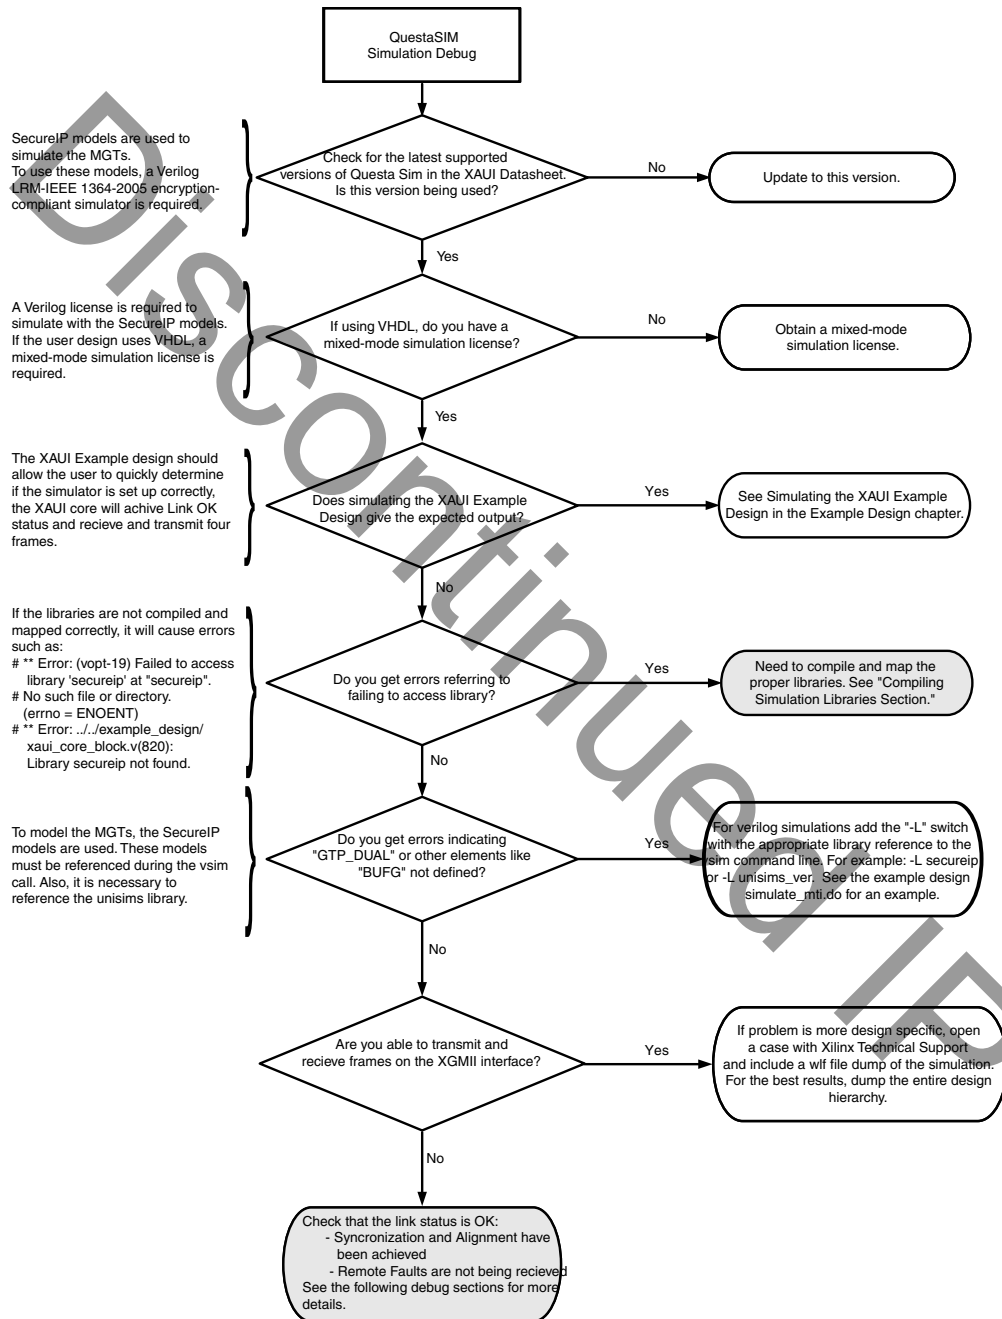 QuestaSIM
Simulation Debug
SecureIP models are used to
simulate the MGTs.
To use these models, a Verilog
LRM-IEEE 1364-2005 encryption-
compliant simulator is required.
Check for the latest supported
versions of Questa Sim in the XAUI Datasheet.
Is this version being used?
No
Update to this version.
Yes
A Verilog license is required to
simulate with the SecureIP models.
If the user design uses VHDL, a
mixed-mode simulation license is
required.
If using VHDL, do you have a
mixed-mode simulation license?
No
Obtain a mixed-mode
simulation license.
Yes
The XAUI Example design should
allow the user to quickly determine
if the simulator is set up correctly,
the XAUI core will achive Link OK
status and recieve and transmit four
frames.
Does simulating the XAUI Example
Design give the expected output?
Yes
See Simulating the XAUI Example
Design in the Example Design chapter.
No
If the libraries are not compiled and
mapped correctly, it will cause errors
such as:
# ** Error: (vopt-19) Failed to access
library 'secureip' at "secureip".
# No such file or directory.
(errno = ENOENT)
# ** Error: ../../example_design/
xaui_core_block.v(820):
Library secureip not found.
Do you get errors referring to
failing to access library?
Yes
Need to compile and map the
proper libraries. See "Compiling
Simulation Libraries Section."
No
To model the MGTs, the SecureIP
models are used. These models
must be referenced during the vsim
call. Also, it is necessary to
reference the unisims library.
Do you get errors indicating
"GTP_DUAL" or other elements like
"BUFG" not defined?
Yes
For verilog simulations add the "-L" switch
with the appropriate library reference to the
vsim command line. For example: -L secureip
or -L unisims_ver. See the example design
simulate_mti.do for an example.
No
Are you able to transmit and
recieve frames on the XGMII interface?
Yes
If problem is more design specific, open
a case with Xilinx Technical Support
and include a wlf file dump of the simulation.
For the best results, dump the entire design
hierarchy.
No
Check that the link status is OK:
- Syncronization and Alignment have
been achieved
- Remote Faults are not being recieved
See the following debug sections for more
details.
Discontinued IP